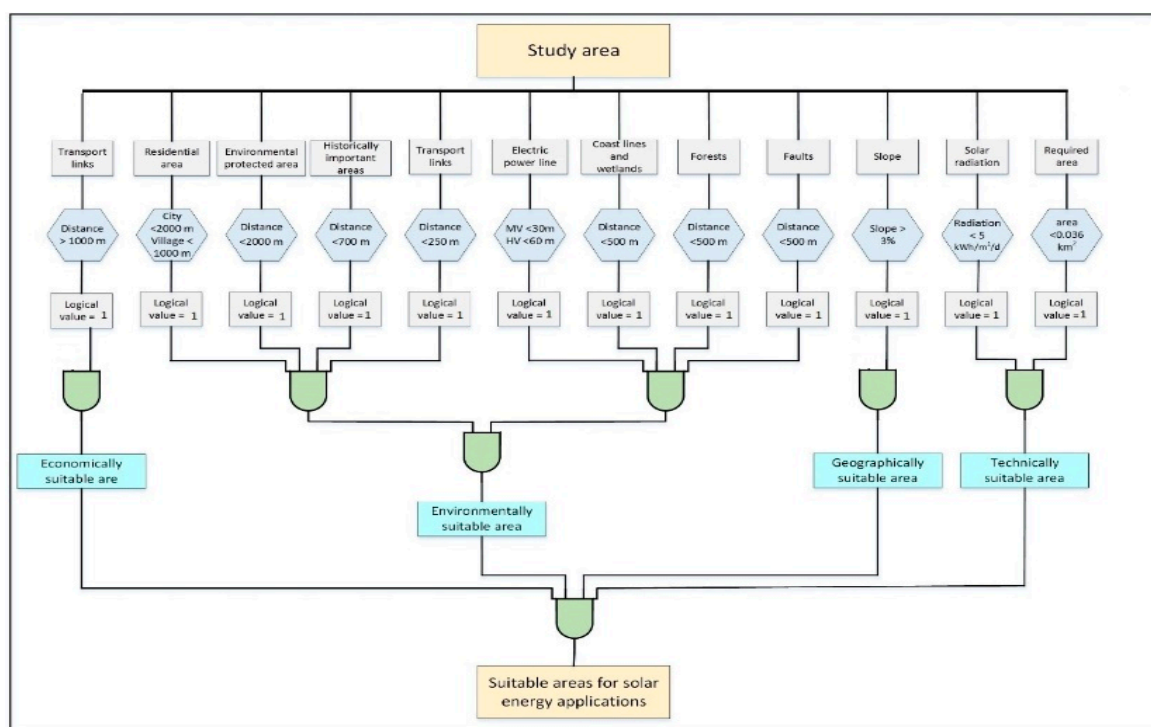 Study area
Transport links
Residential area
Environmental
protected area
Historically
important
areas
Transport links
Electric
power line
Coast lines
and
wetlands
Forests
Faults
Slope
Solar
radiation
Required
area
Distance
> 1000 m
City
<2000 m
Village <
1000 m
Distance
<2000 m
Distance
<700 m
Distance
<250 m
MV <30m
HV <60 m
Distance
<500 m
Distance
<500 m
Distance
<500 m
Slope >
3%
Radiation
< 5
kWh/m²/d
area
<0.036
km²
Logical
value = 1
Logical
value = 1
Logical
value = 1
Logical
value =1
Logical
value = 1
Logical
value = 1
Logical
value = 1
Logical
value = 1
Logical
value = 1
Logical
value = 1
Logical
value = 1
Logical
value = 1
Economically
suitable are
Environmentally
suitable area
Geographically
suitable area
Technically
suitable area
Suitable areas for solar
energy applications